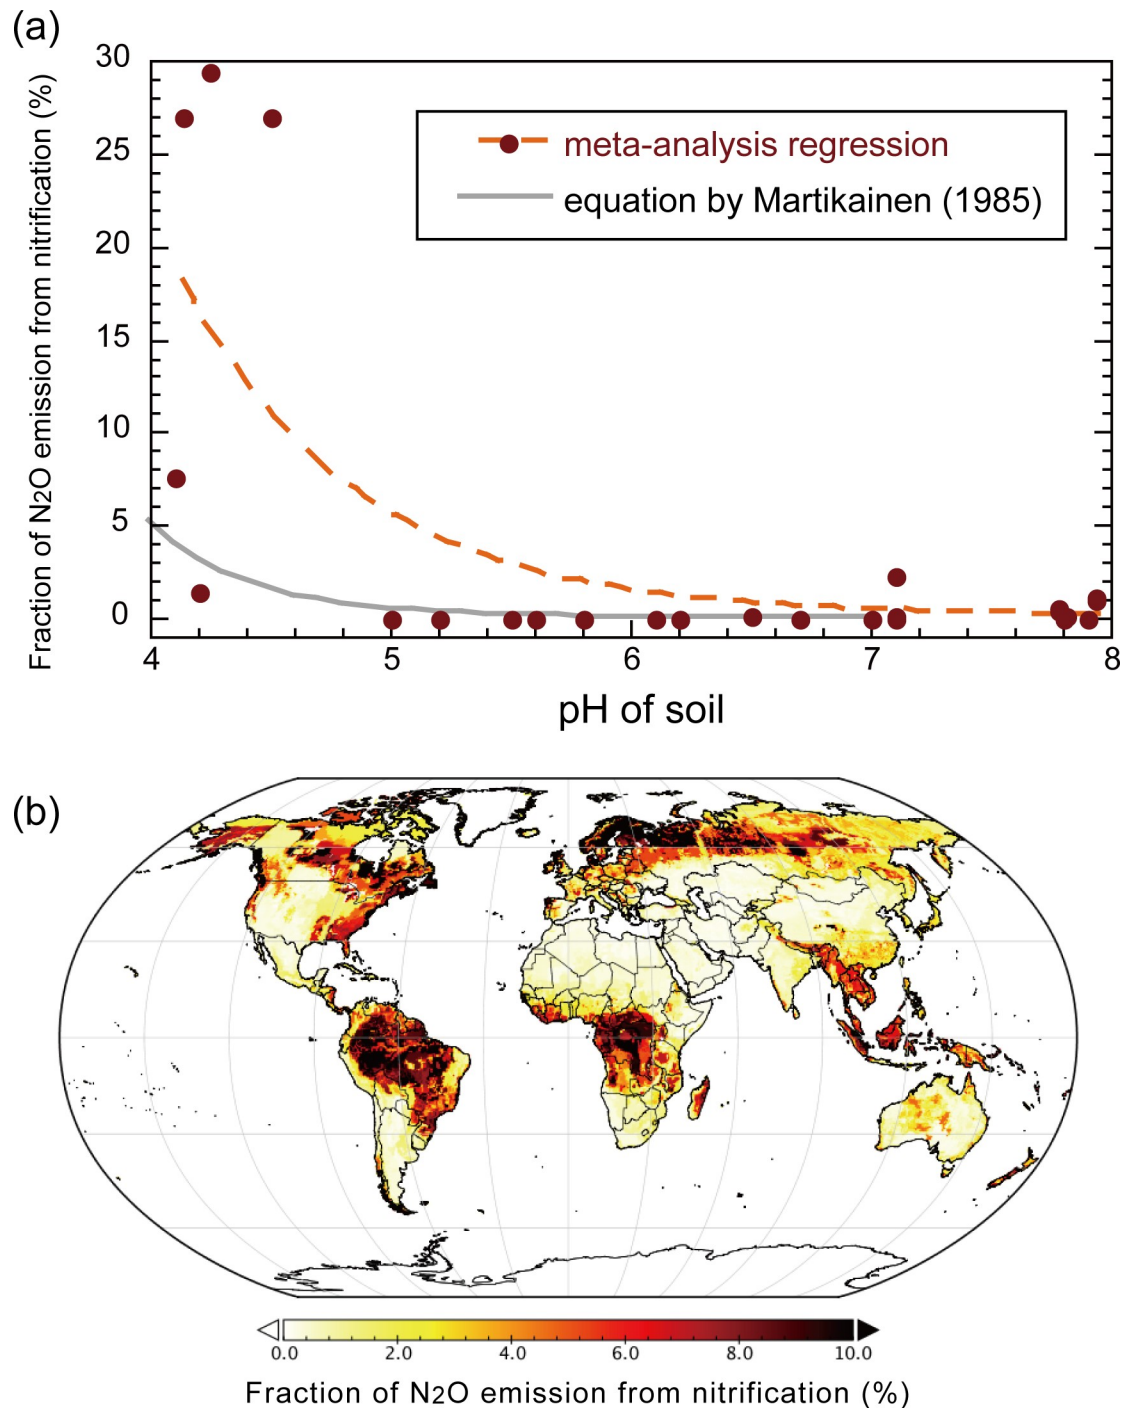 (a)
Fraction of N2O emission from nitrification (%)
30
25
20
15
10
5
0
meta-analysis regression
equation by Martikainen (1985)
4 5 6 7 8
pH of soil
(b)
0.0 2.0 4.0 6.0 8.0 10.0
Fraction of N2O emission from nitrification (%)